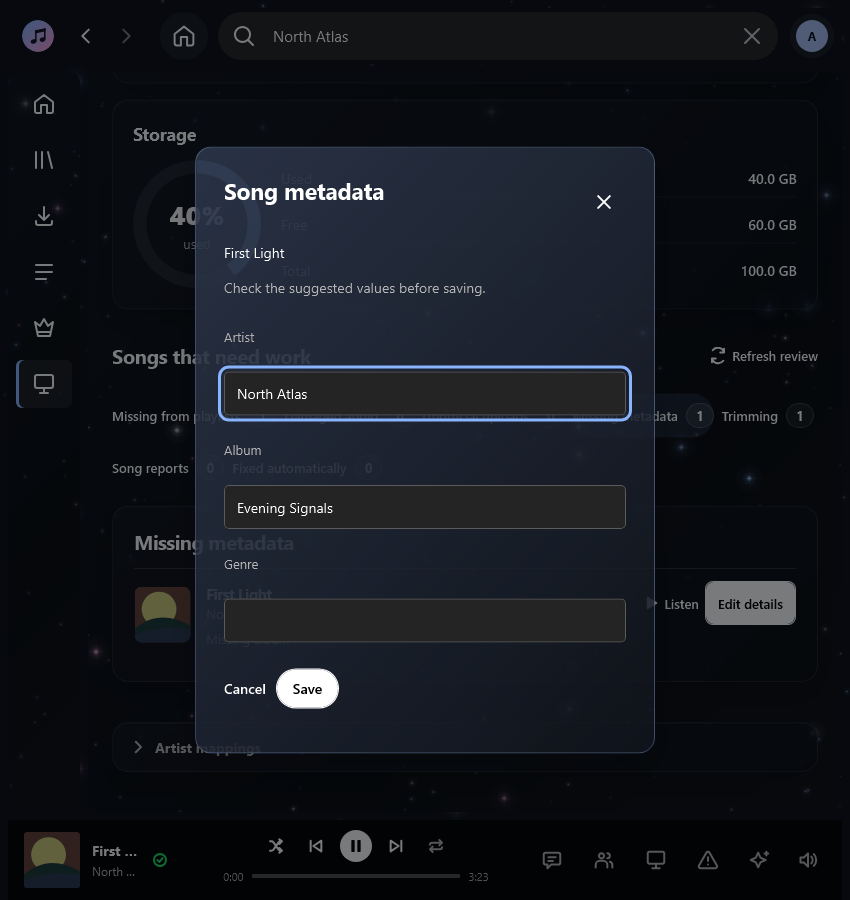 North Atlas
A
Storage
40%
used
Used
40.0 GB
Free
60.0 GB
Total
100.0 GB
Song metadata
First Light
Check the suggested values before saving.
Artist
North Atlas
Album
Evening Signals
Genre
Cancel
Save
Songs that need work
Refresh review
Missing from
1
Trimming
1
Song reports
0
Fixed automatically
0
Missing metadata
First Light
Listen
Edit details
Artist mappings
First ...
North ...
0:00
3:23